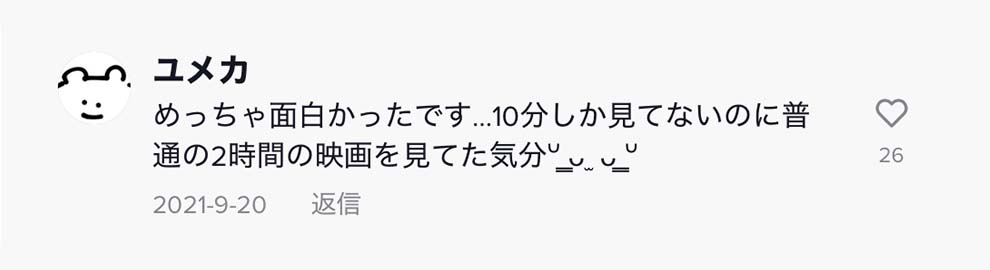 ユメカ
めっちゃ面白かったです...10分しか見てないのに普
通の2時間の映画を見てた気分ᐡ‗ᴗ ̫ ᴗ‗ᐡ
26
2021-9-20 返信